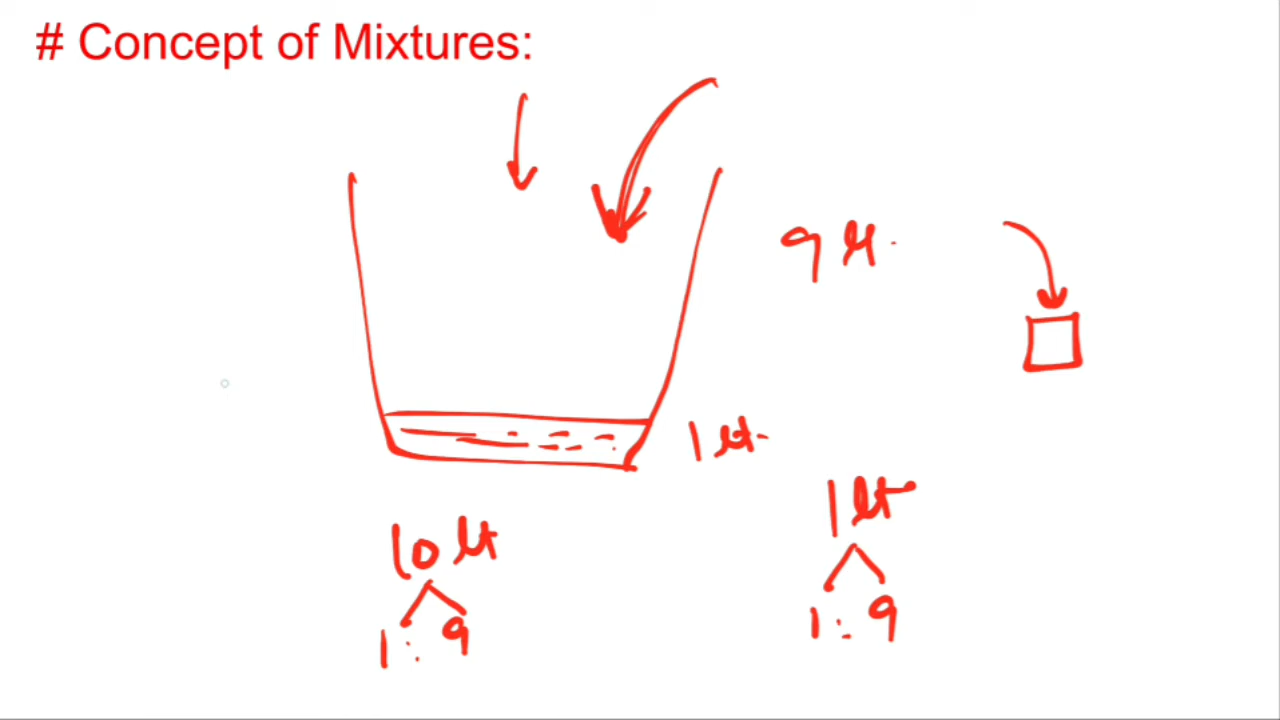 # Concept of Mixtures:
9 lt.
1 lt.
10 lt
1 : 9
1 lt
1 : 9